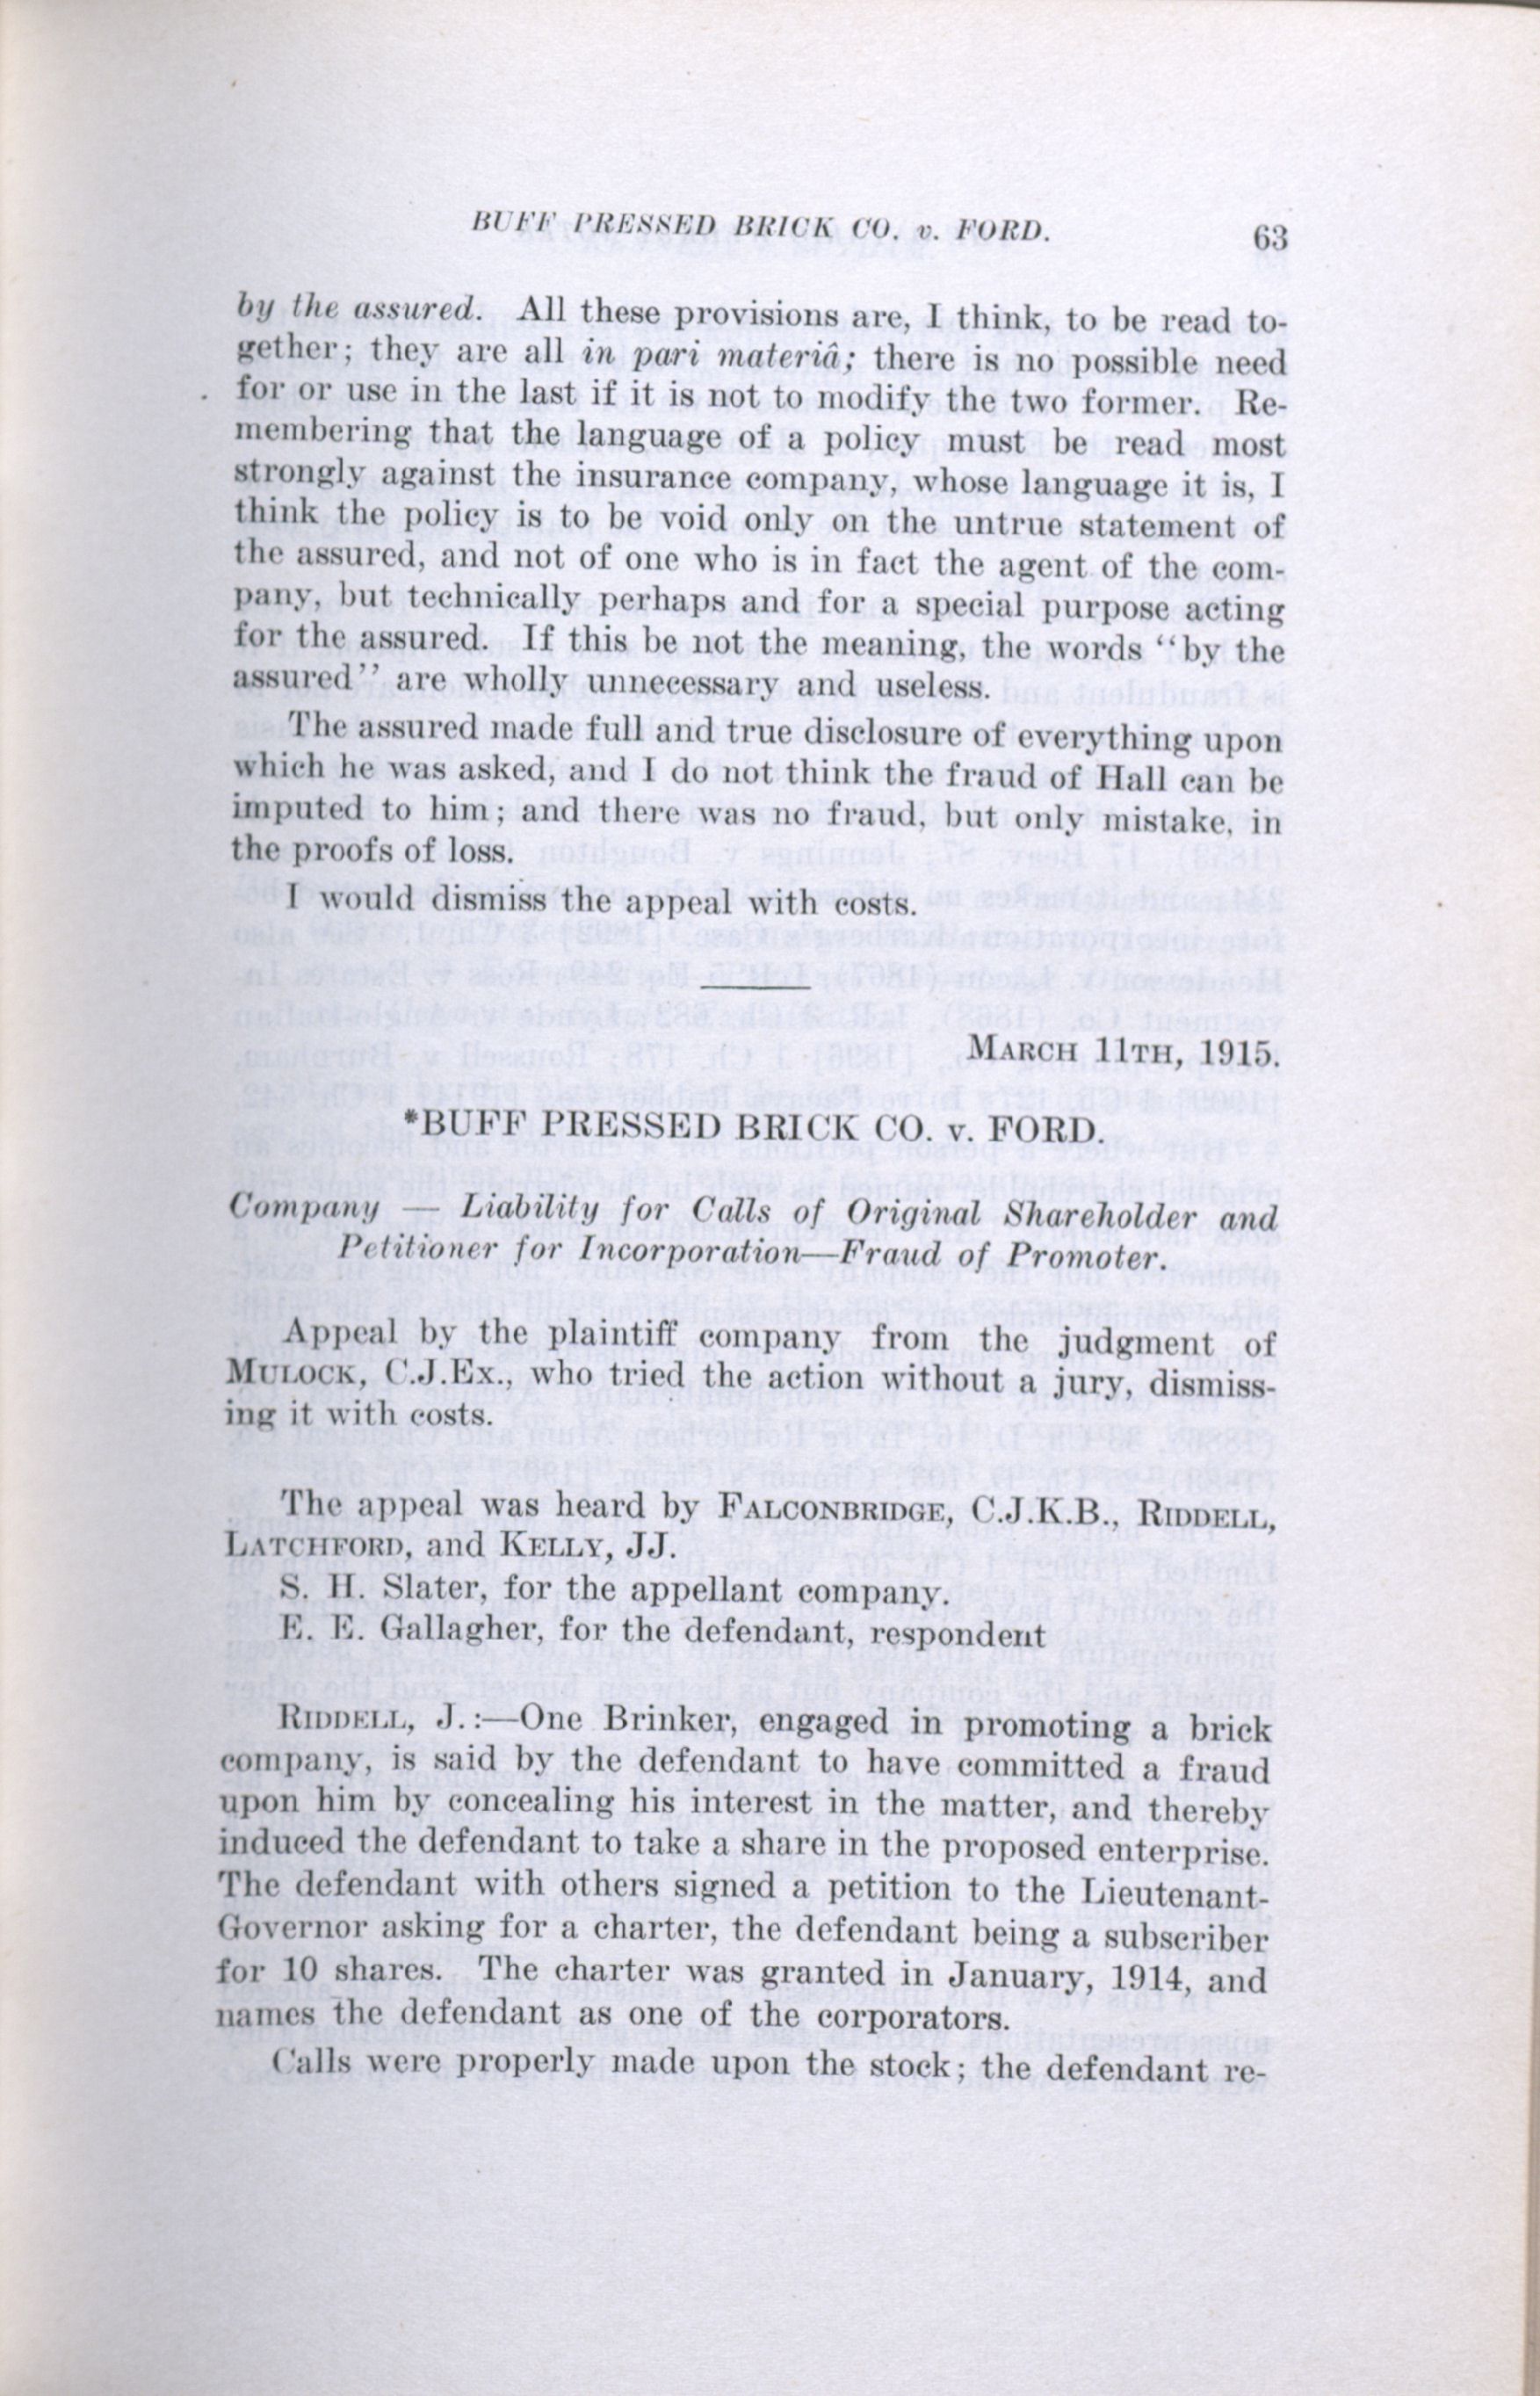 BUFF PRESSED BRICK CO. v. FORD. 63
by the assured. All these provisions are, I think, to be read to-
gether; they are all in pari materiâ; there is no possible need
for or use in the last if it is not to modify the two former. Re-
membering that the language of a policy must be read most
strongly against the insurance company, whose language it is, I
think the policy is to be void only on the untrue statement of
the assured, and not of one who is in fact the agent of the com-
pany, but technically perhaps and for a special purpose acting
for the assured. If this be not the meaning, the words "by the
assured" are wholly unnecessary and useless.
The assured made full and true disclosure of everything upon
which he was asked, and I do not think the fraud of Hall can be
imputed to him; and there was no fraud, but only mistake, in
the proofs of loss.
I would dismiss the appeal with costs.
MARCH 11TH, 1915.
*BUFF PRESSED BRICK CO. v. FORD.
Company — Liability for Calls of Original Shareholder and
Petitioner for Incorporation—Fraud of Promoter.
Appeal by the plaintiff company from the judgment of
MULOCK, C.J.Ex., who tried the action without a jury, dismiss-
ing it with costs.
The appeal was heard by FALCONBRIDGE, C.J.K.B., RIDDELL,
LATCHFORD, and KELLY, JJ.
S. H. Slater, for the appellant company.
E. E. Gallagher, for the defendant, respondent
RIDDELL, J.:—One Brinker, engaged in promoting a brick
company, is said by the defendant to have committed a fraud
upon him by concealing his interest in the matter, and thereby
induced the defendant to take a share in the proposed enterprise.
The defendant with others signed a petition to the Lieutenant-
Governor asking for a charter, the defendant being a subscriber
for 10 shares. The charter was granted in January, 1914, and
names the defendant as one of the corporators.
Calls were properly made upon the stock; the defendant re-